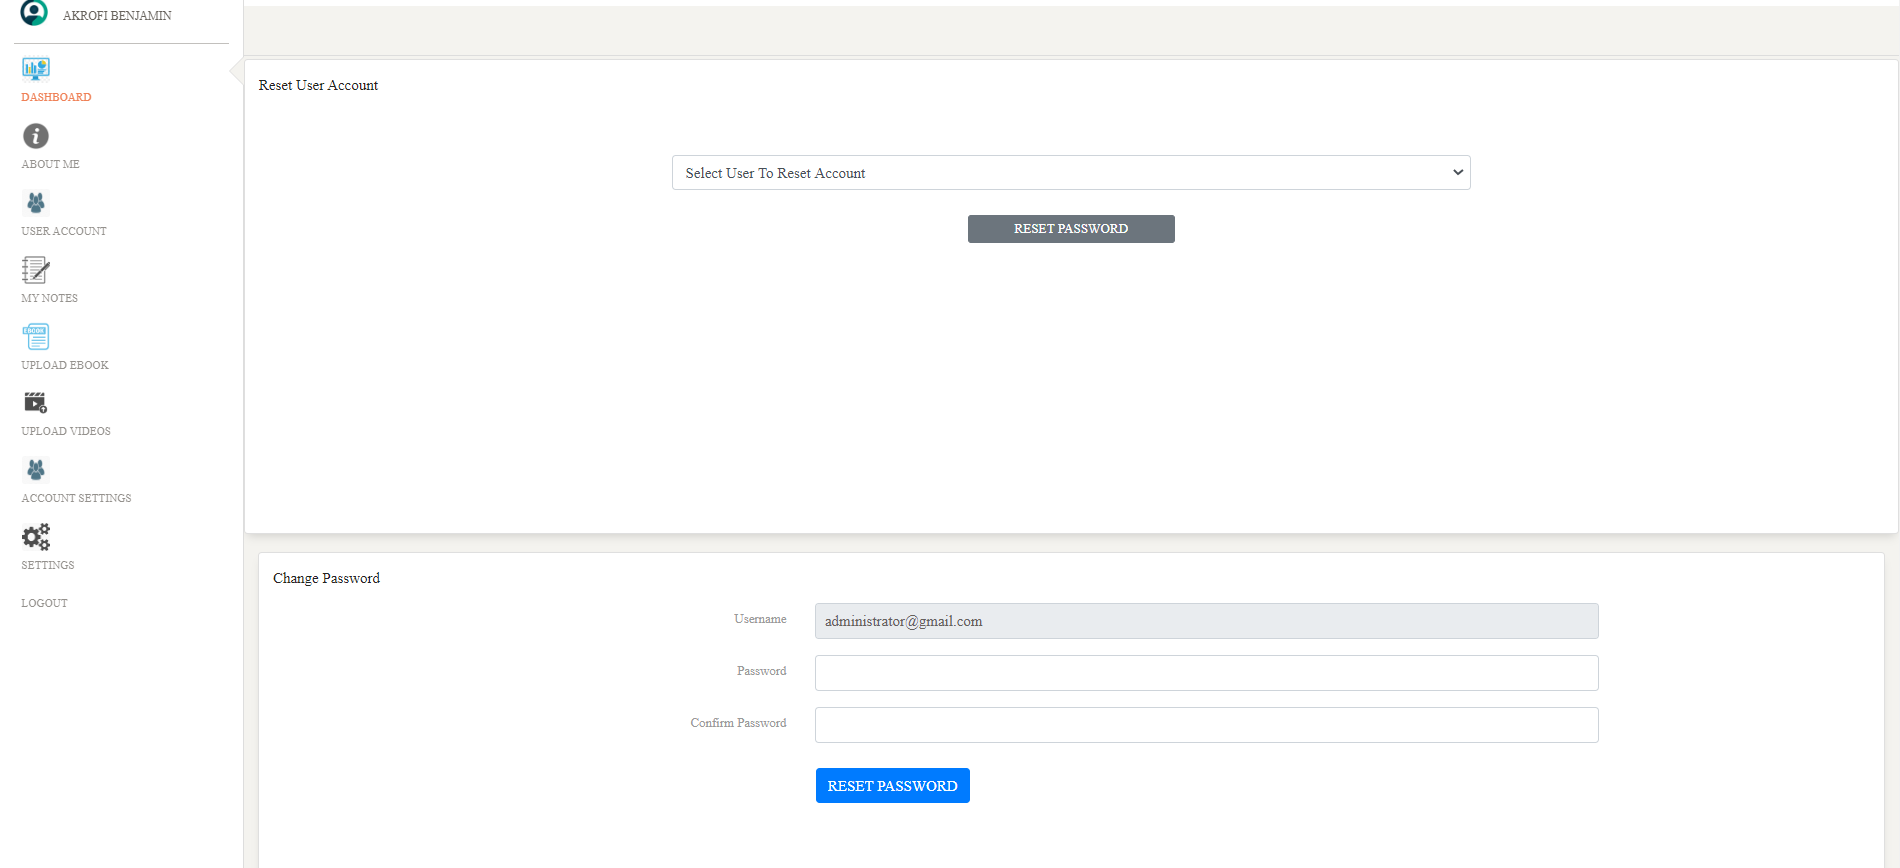 AKROFI BENJAMIN
DASHBOARD
ABOUT ME
USER ACCOUNT
MY NOTES
EBOOK
UPLOAD EBOOK
UPLOAD VIDEOS
ACCOUNT SETTINGS
SETTINGS
LOGOUT
Reset User Account
Select User To Reset Account
RESET PASSWORD
Change Password
Username
administrator@gmail.com
Password
Confirm Password
RESET PASSWORD